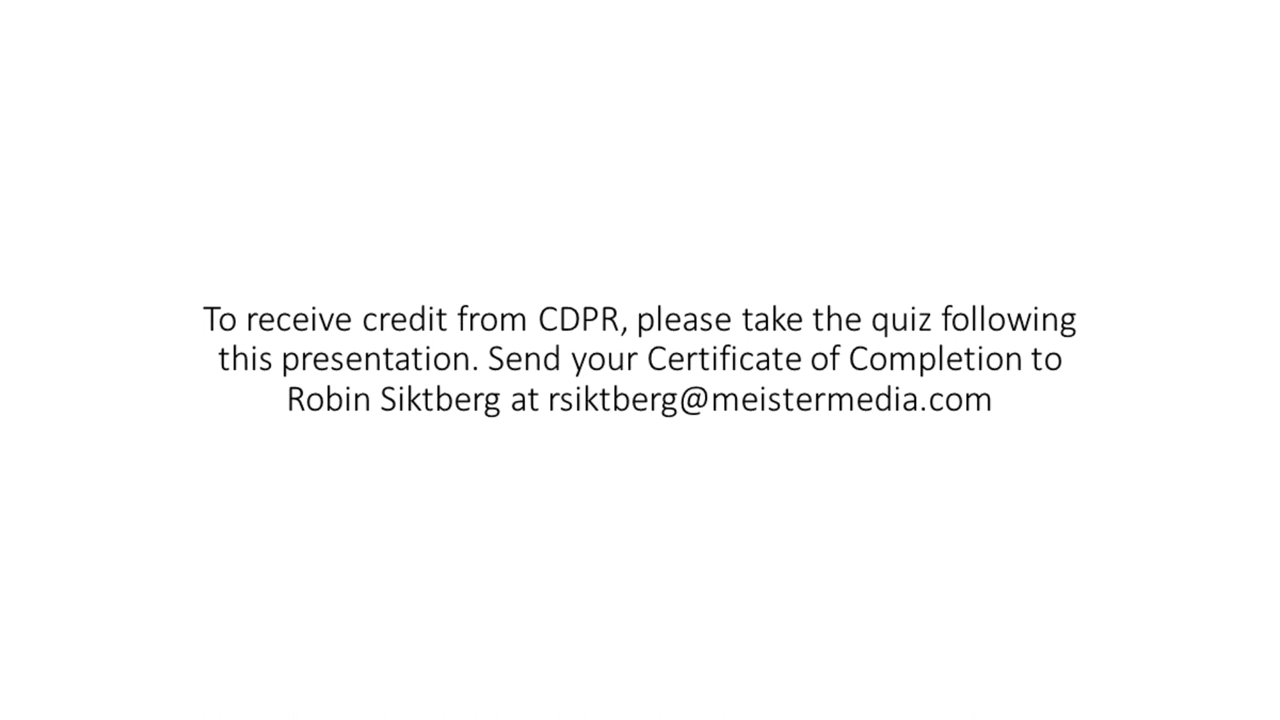 To receive credit from CDPR, please take the quiz following
this presentation. Send your Certificate of Completion to
Robin Siktberg at rsiktberg@meistermedia.com